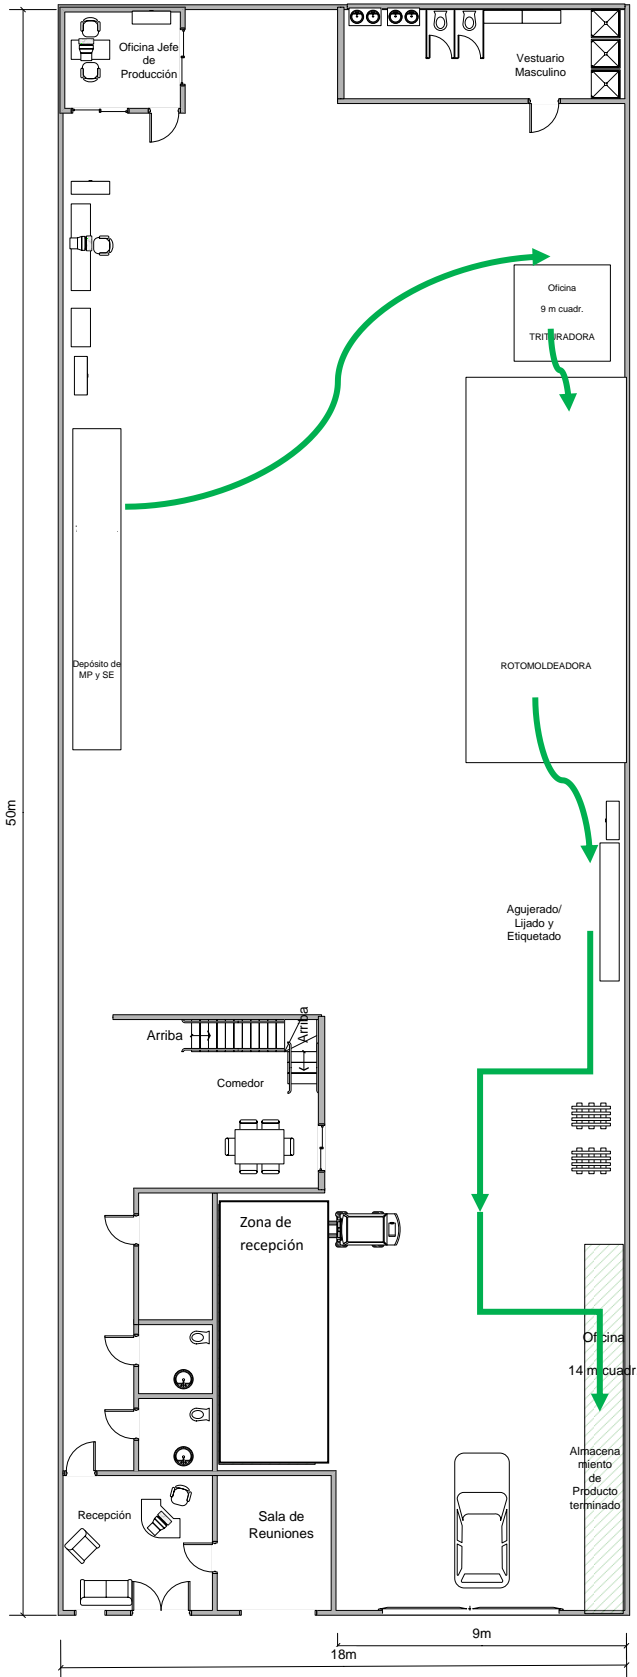 Oficina Jefe
de
Producción
Vestuario
Masculino
Oficina
9 m cuadr.
TRITURADORA
Depósito de
MP y SE
ROTOMOLDEADORA
50m
Agujerado/
Lijado y
Etiquetado
Arriba
Arriba
Comedor
Zona de
recepción
Oficina
14 m cuadr
Almacena
miento
de
Producto
terminado
Recepción
Sala de
Reuniones
9m
18m